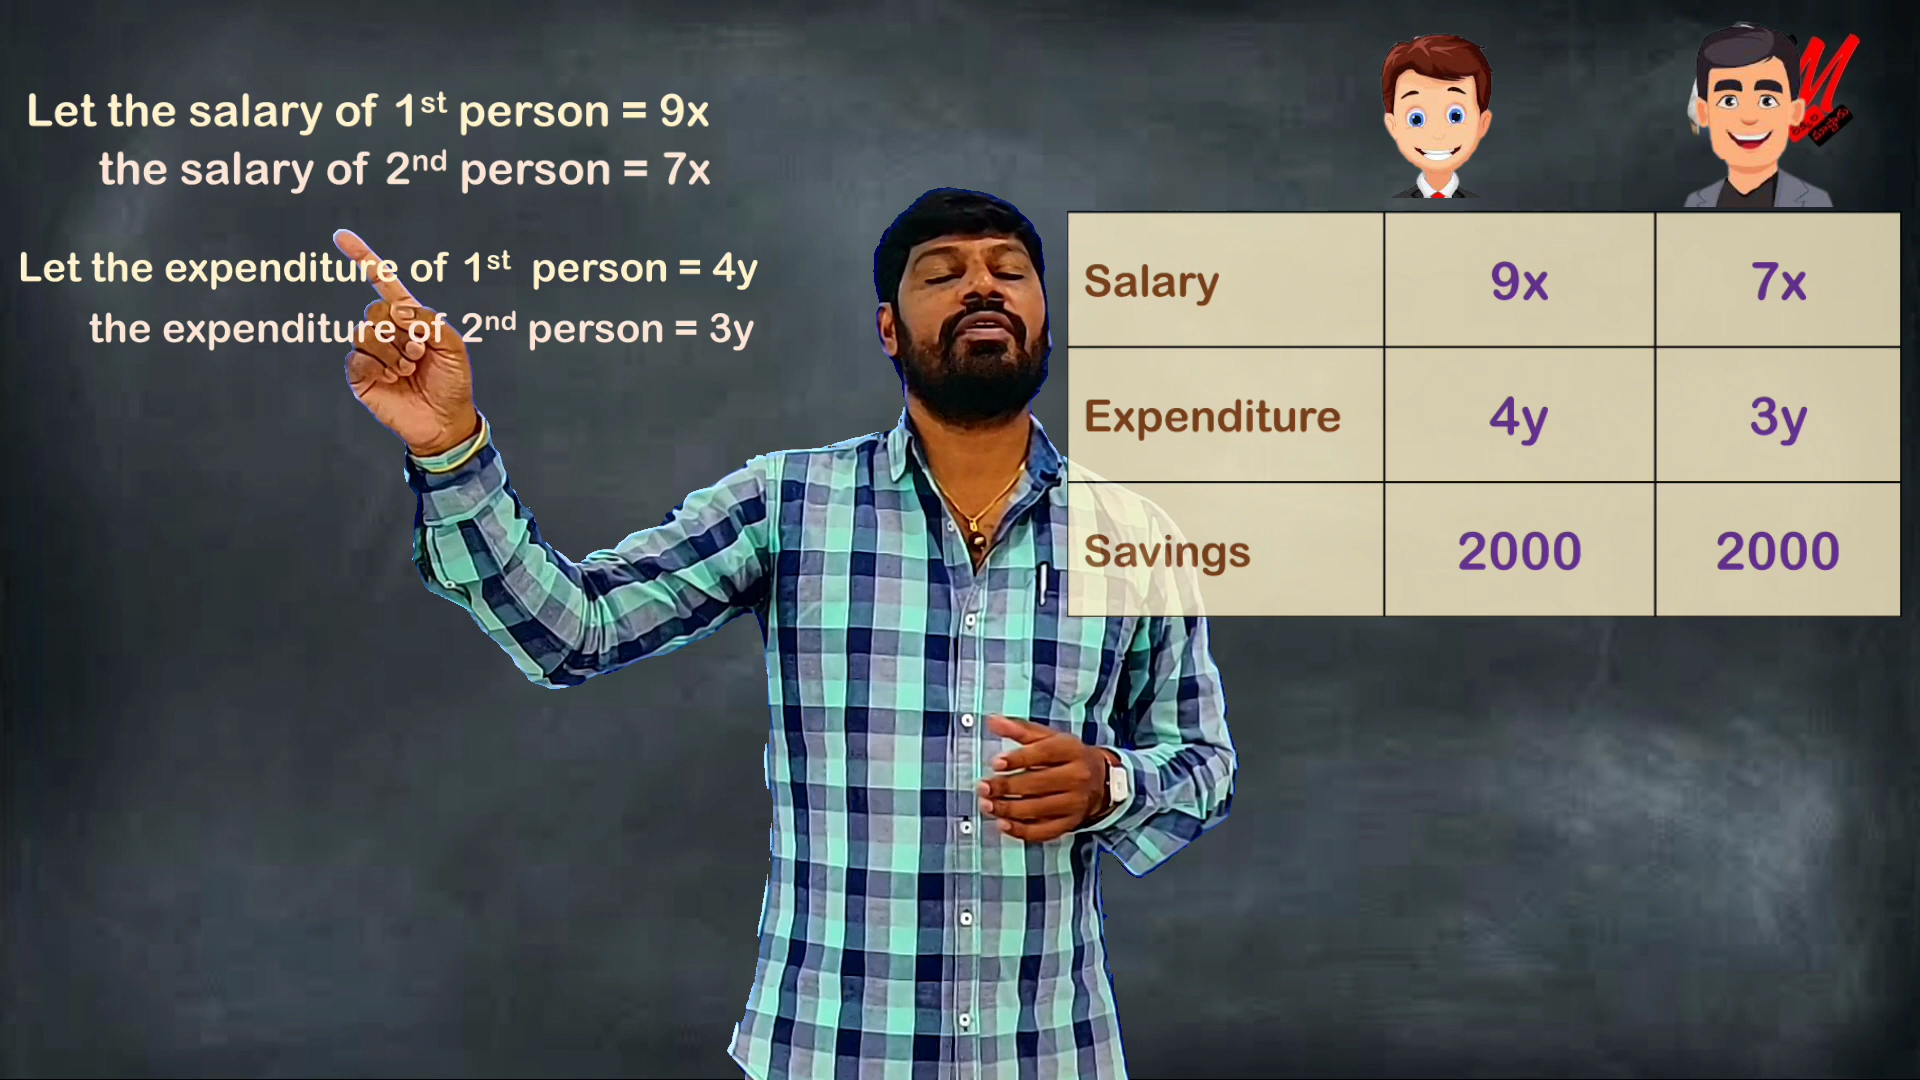 Let the salary of 1st person = 9x
the salary of 2nd person = 7x
Let the expenditure of 1st person = 4y
the expenditure of 2nd person = 3y
M
Salary 9x 7x
Expenditure 4y 3y
Savings 2000 2000